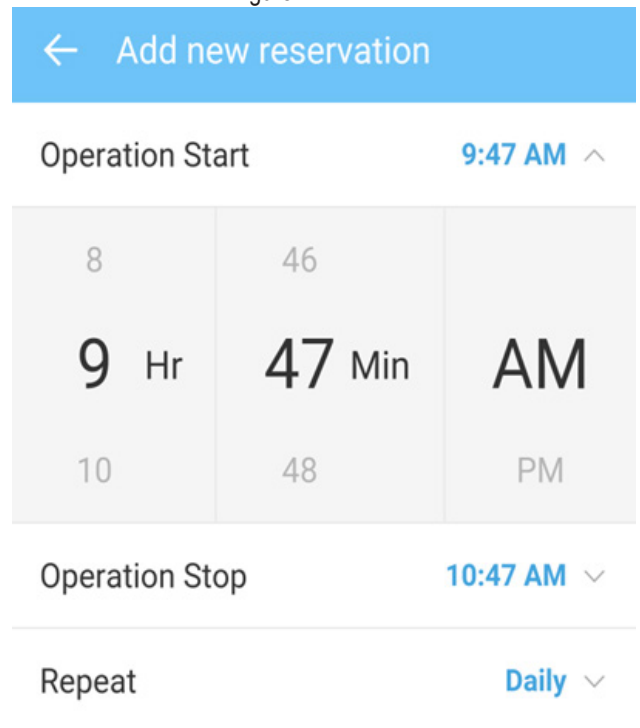 Add new reservation
Operation Start 9:47 AM
8 46
9 Hr 47 Min AM
10 48 PM
Operation Stop 10:47 AM
Repeat Daily